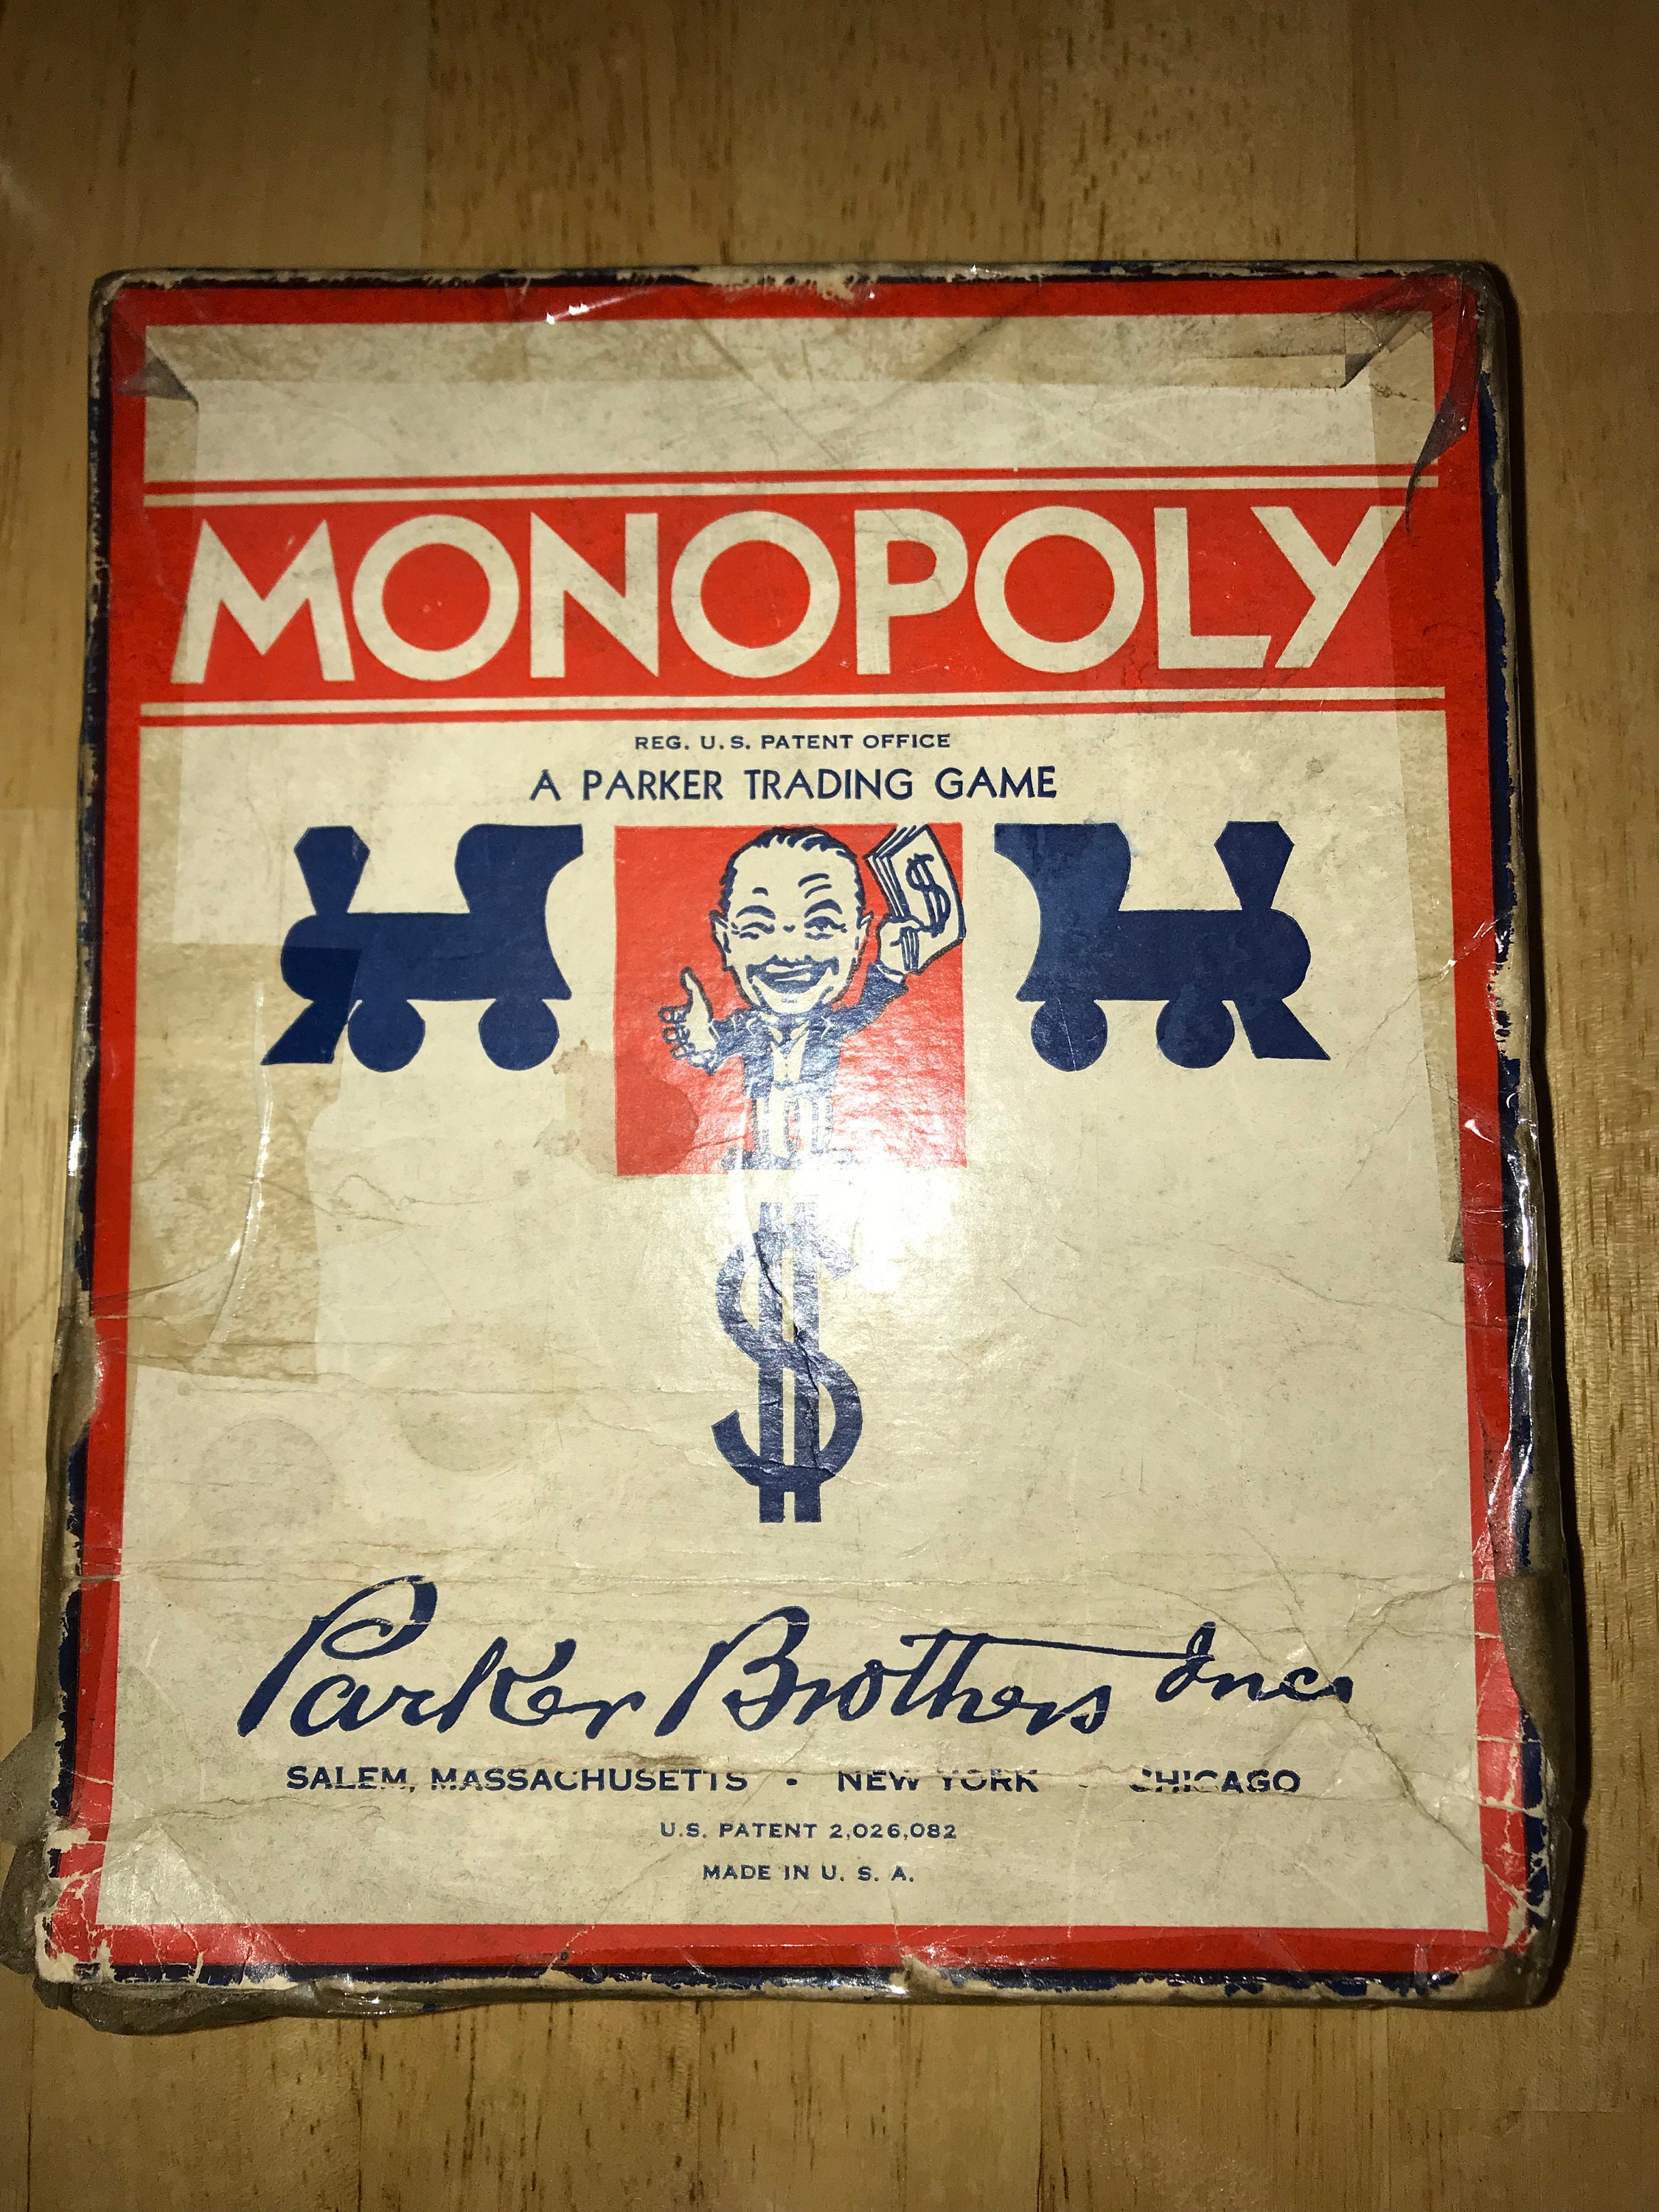 MONOPOLY
REG. U.S. PATENT OFFICE
A PARKER TRADING GAME
$
$
Parker Brothers Inc.
SALEM, MASSACHUSETTS • NEW YORK • CHICAGO
U.S. PATENT 2,026,082
MADE IN U. S. A.